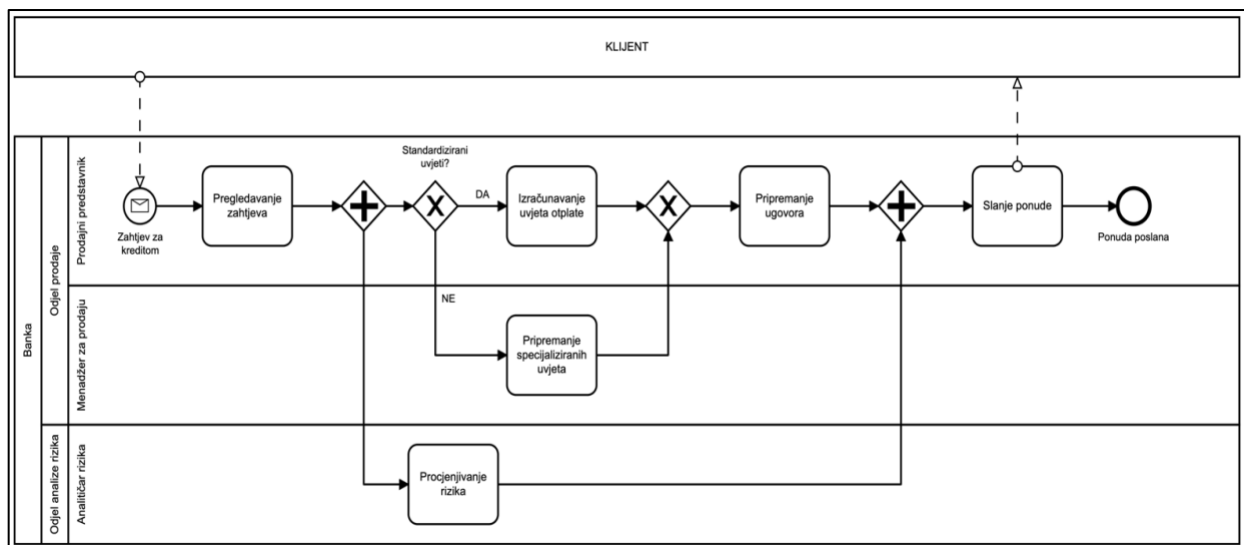 KLIJENT
Banka
Odjel prodaje
Prodajni predstavnik
Zahtjev za
kreditom
Pregledavanje
zahtjeva
Standardizirani
uvjeti?
DA
NE
Izračunavanje
uvjeta otplate
X
X
Pripremanje
ugovora
Slanje ponude
Ponuda poslana
Menadžer za prodaju
Pripremanje
specijaliziranih
uvjeta
Odjel analize rizika
Analitičar rizika
Procjenjivanje
rizika